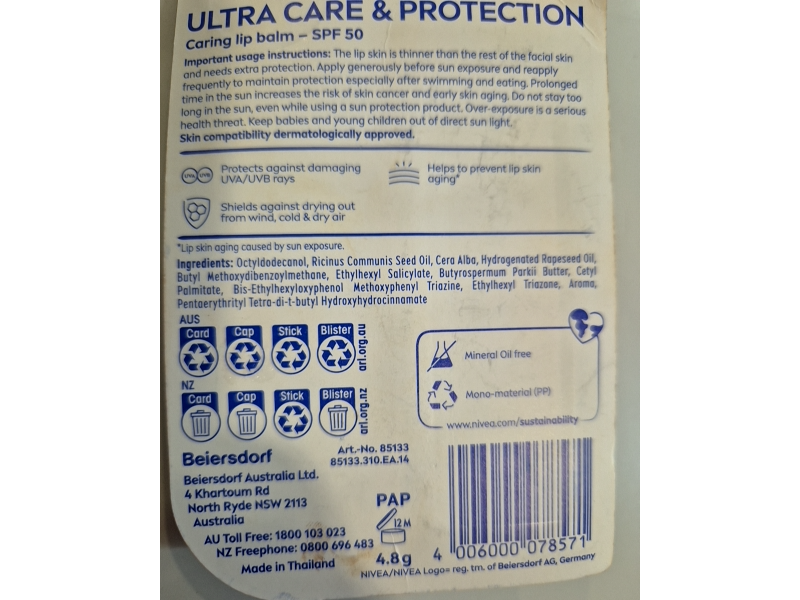 ULTRA CARE & PROTECTION
Caring lip balm – SPF 50
Important usage instructions: The lip skin is thinner than the rest of the facial skin
and needs extra protection. Apply generously before sun exposure and reapply
frequently to maintain protection especially after swimming and eating. Prolonged
time in the sun increases the risk of skin cancer and early skin aging. Do not stay too
long in the sun, even while using a sun protection product. Over-exposure is a serious
health threat. Keep babies and young children out of direct sun light.
Skin compatibility dermatologically approved.
UVA UVB
Protects against damaging
UVA/UVB rays
Helps to prevent lip skin
aging*
Shields against drying out
from wind, cold & dry air
*Lip skin aging caused by sun exposure.
Ingredients: Octyldodecanol, Ricinus Communis Seed Oil, Cera Alba, Hydrogenated Rapeseed Oil,
Butyl Methoxydibenzoylmethane, Ethylhexyl Salicylate, Butyrospermum Parkii Butter, Cetyl
Palmitate, Bis-Ethylhexyloxyphenol Methoxyphenyl Triazine, Ethylhexyl Triazone, Aroma,
Pentaerythrityl Tetra-di-t-butyl Hydroxyhydrocinnamate
AUS
Card Cap Stick Blister
arl.org.au
NZ
Card Cap Stick Blister
arl.org.nz
Mineral Oil free
Mono-material (PP)
www.nivea.com/sustainability
Beiersdorf
Art.-No. 85133
85133.310.EA.14
Beiersdorf Australia Ltd.
4 Khartoum Rd
North Ryde NSW 2113
Australia
AU Toll Free: 1800 103 023
NZ Freephone: 0800 696 483
Made in Thailand
PAP
12 M
4.8 g
4 006000 078571
NIVEA/NIVEA Logo= reg. tm. of Beiersdorf AG, Germany